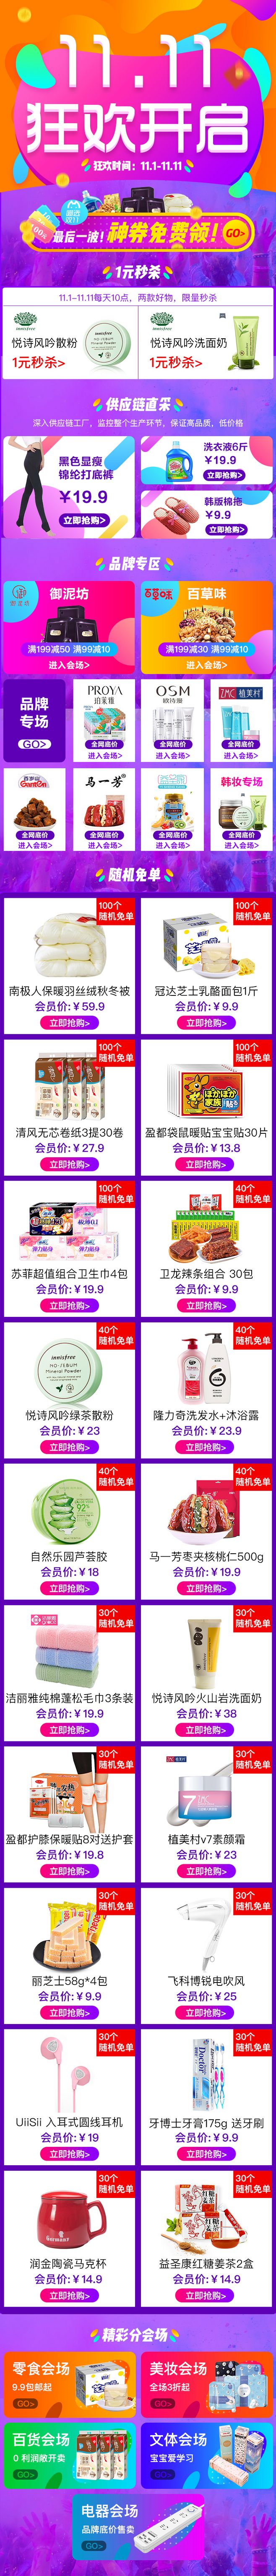 11.11
狂欢开启
狂欢时间：11.1-11.11
最后一波！神券免费领！ GO>
1元秒杀
11.1-11.11每天10点，两款好物，限量秒杀
innisfree
悦诗风吟散粉
1元秒杀>
innisfree
悦诗风吟洗面奶
1元秒杀>
供应链直采
深入供应链工厂，监控整个生产环节，保证高品质，低价格
黑色显瘦
锦纶打底裤
¥19.9
立即抢购>
洗衣液6斤
¥19.9
立即抢购>
韩版棉拖
¥9.9
立即抢购>
品牌专区
御泥坊
满199减50 满99减10
进入会场>
百草味
百草味
满199减30 满99减10
进入会场>
品牌
专场
GO>
PROYA
珀莱雅
全网底价
进入会场>
OSM
欧诗漫
全网底价
进入会场>
ZMC 植美村
全网底价
进入会场>
全网底价
进入会场>
马一芳
全网底价
进入会场>
益圣康
全网底价
进入会场>
韩妆专场
全网底价
进入会场>
随机免单
100个
随机免单
南极人保暖羽丝绒秋冬被
会员价:¥59.9
立即抢购>
100个
随机免单
冠达芝士乳酪面包1斤
会员价:¥9.9
立即抢购>
100个
随机免单
清风无芯卷纸3提30卷
会员价:¥27.9
立即抢购>
100个
随机免单
盈都袋鼠暖贴宝宝贴30片
会员价:¥13.8
立即抢购>
100个
随机免单
苏菲超值组合卫生巾4包
会员价:¥19.9
立即抢购>
40个
随机免单
卫龙辣条组合 30包
会员价:¥9.9
立即抢购>
40个
随机免单
innisfree
NO-SEBUM
Mineral Powder
悦诗风吟绿茶散粉
会员价:¥23
立即抢购>
40个
随机免单
隆力奇洗发水+沐浴露
会员价:¥23.9
立即抢购>
40个
随机免单
92%
自然乐园芦荟胶
会员价:¥18
立即抢购>
40个
随机免单
马一芳枣夹核桃仁500g
会员价:¥19.9
立即抢购>
30个
随机免单
洁丽雅纯棉蓬松毛巾3条装
会员价:¥19.9
立即抢购>
30个
随机免单
悦诗风吟火山岩洗面奶
会员价:¥38
立即抢购>
30个
随机免单
盈都护膝保暖贴8对送护套
会员价:¥19.8
立即抢购>
植美村
30个
随机免单
植美村v7素颜霜
会员价:¥23
立即抢购>
30个
随机免单
丽芝士58g*4包
会员价:¥9.9
立即抢购>
30个
随机免单
飞科博锐电吹风
会员价:¥25
立即抢购>
30个
随机免单
UiiSii 入耳式圆线耳机
会员价:¥19
立即抢购>
30个
随机免单
Doctor
牙博士牙膏175g 送牙刷
会员价:¥9.9
立即抢购>
30个
随机免单
润金陶瓷马克杯
会员价:¥14.9
立即抢购>
30个
随机免单
红糖姜茶
益圣康红糖姜茶2盒
会员价:¥14.9
立即抢购>
精彩分会场
零食会场
9.9包邮起
GO>
美妆会场
全场3折起
GO>
百货会场
0 利润敞开卖
GO>
文体会场
宝宝爱学习
GO>
电器会场
品牌底价售卖
GO>